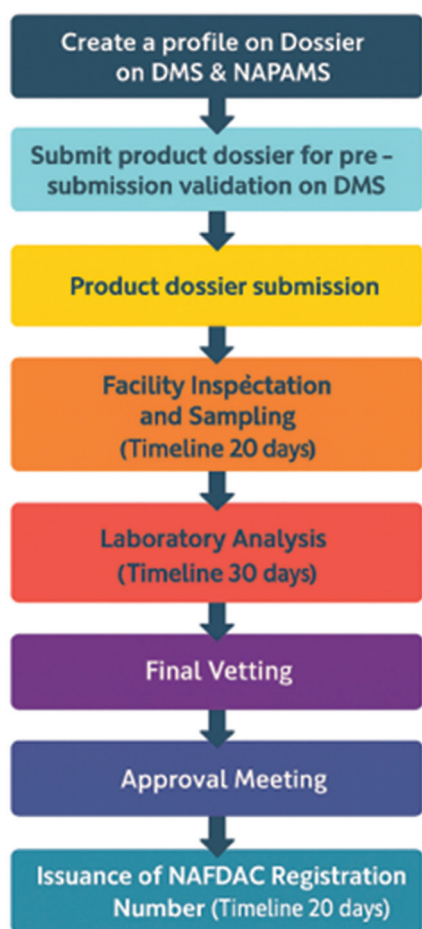 Create a profile on Dossier
on DMS & NAPAMS
Submit product dossier for pre –
submission validation on DMS
Product dossier submission
Facility Inspéctation
and Sampling
(Timeline 20 days)
Laboratory Analysis
(Timeline 30 days)
Final Vetting
Approval Meeting
Issuance of NAFDAC Registration
Number (Timeline 20 days)